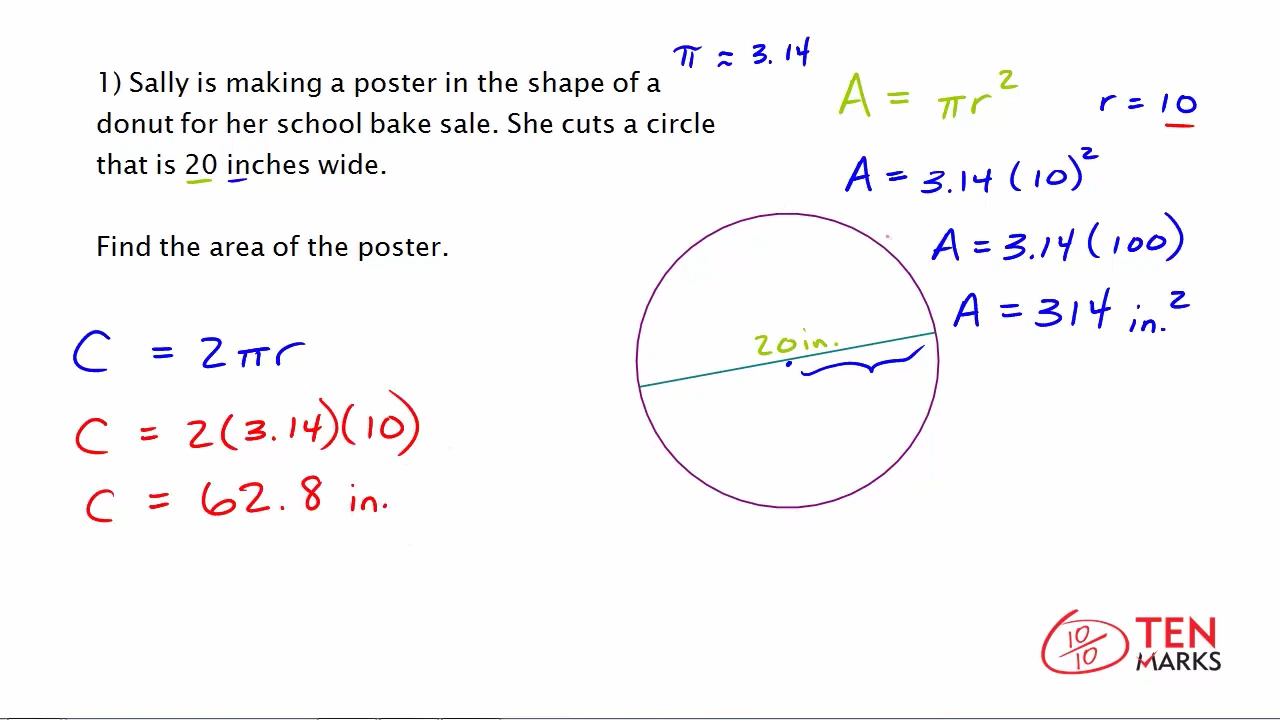 1) Sally is making a poster in the shape of a
donut for her school bake sale. She cuts a circle
that is 20 inches wide.
Find the area of the poster.
π ≈ 3.14
A = πr²
r = 10
A = 3.14 (10)²
A = 3.14 (100)
A = 314 in.²
20in.
C = 2πr
C = 2(3.14)(10)
C = 62.8 in.
10/10
TEN
MARKS